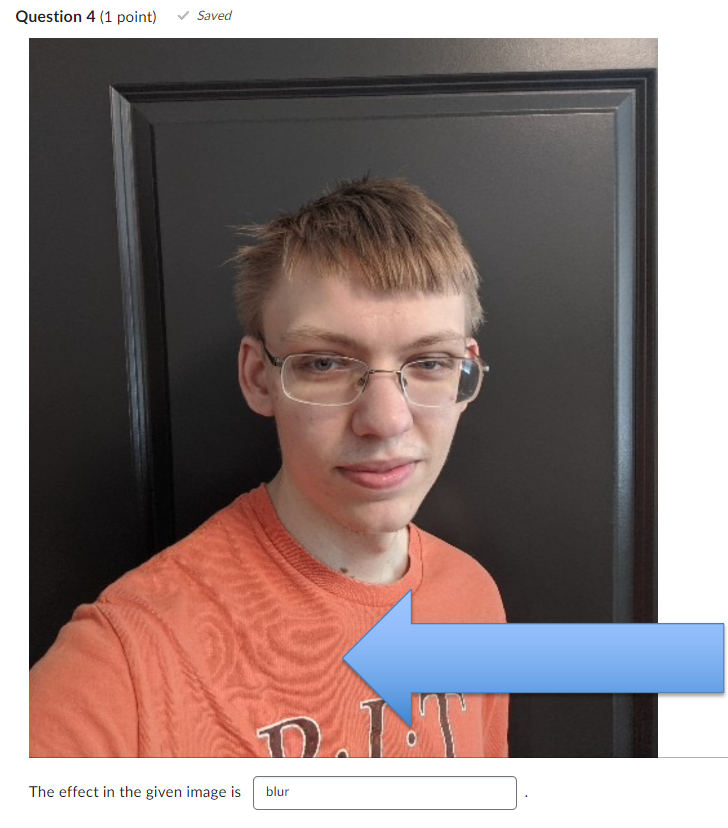 Question 4 (1 point) Saved
R.I.T
The effect in the given image is blur .